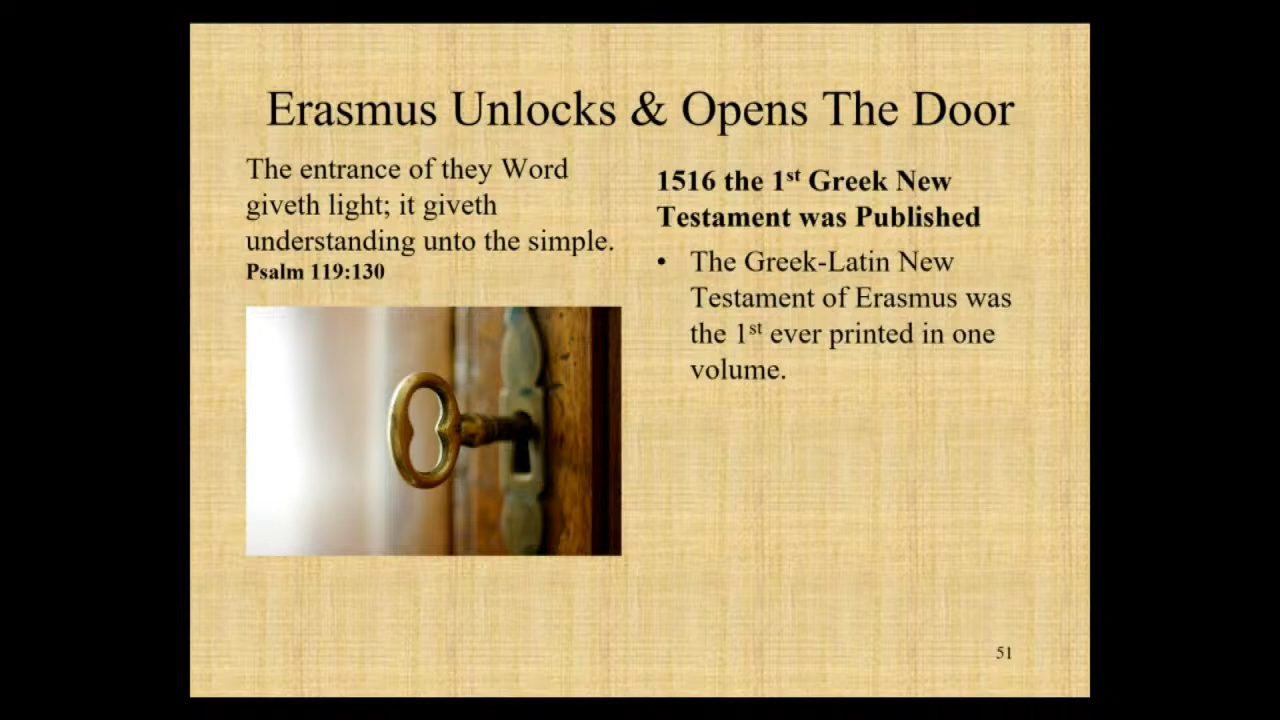 Erasmus Unlocks & Opens The Door
The entrance of they Word
giveth light; it giveth
understanding unto the simple.
Psalm 119:130
1516 the 1st Greek New
Testament was Published
• The Greek-Latin New
Testament of Erasmus was
the 1st ever printed in one
volume.
51